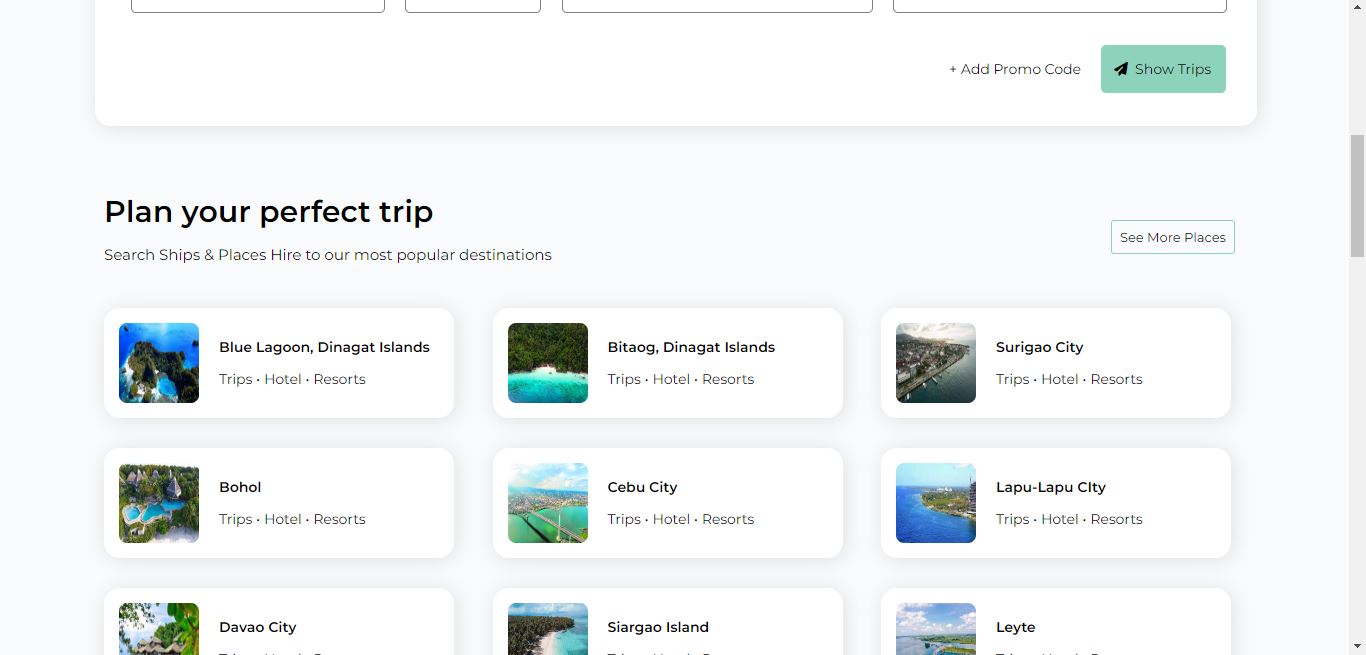 + Add Promo Code
Show Trips
Plan your perfect trip
Search Ships & Places Hire to our most popular destinations
See More Places
Blue Lagoon, Dinagat Islands
Trips • Hotel • Resorts
Bitaog, Dinagat Islands
Trips • Hotel • Resorts
Surigao City
Trips • Hotel • Resorts
Bohol
Trips • Hotel • Resorts
Cebu City
Trips • Hotel • Resorts
Lapu-Lapu CIty
Trips • Hotel • Resorts
Davao City
Siargao Island
Leyte